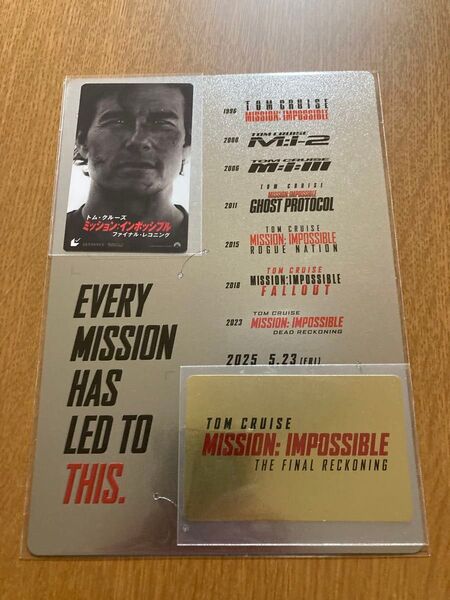 トム・クルーズ
ミッション:インポッシブル
ファイナル・レコニング
EVERY
MISSION
HAS
LED TO
THIS.
1996 TOM CRUISE
MISSION: IMPOSSIBLE
2000 TOM CRUISE
M:i-2
2006 TOM CRUISE
M:i:III
TOM CRUISE
MISSION: IMPOSSIBLE
2011 GHOST PROTOCOL
TOM CRUISE
2015 MISSION: IMPOSSIBLE
ROGUE NATION
TOM CRUISE
2018 MISSION:IMPOSSIBLE
FALLOUT
TOM CRUISE
2023 MISSION: IMPOSSIBLE
DEAD RECKONING
2025 5.23 [FRI]
TOM CRUISE
MISSION: IMPOSSIBLE
THE FINAL RECKONING